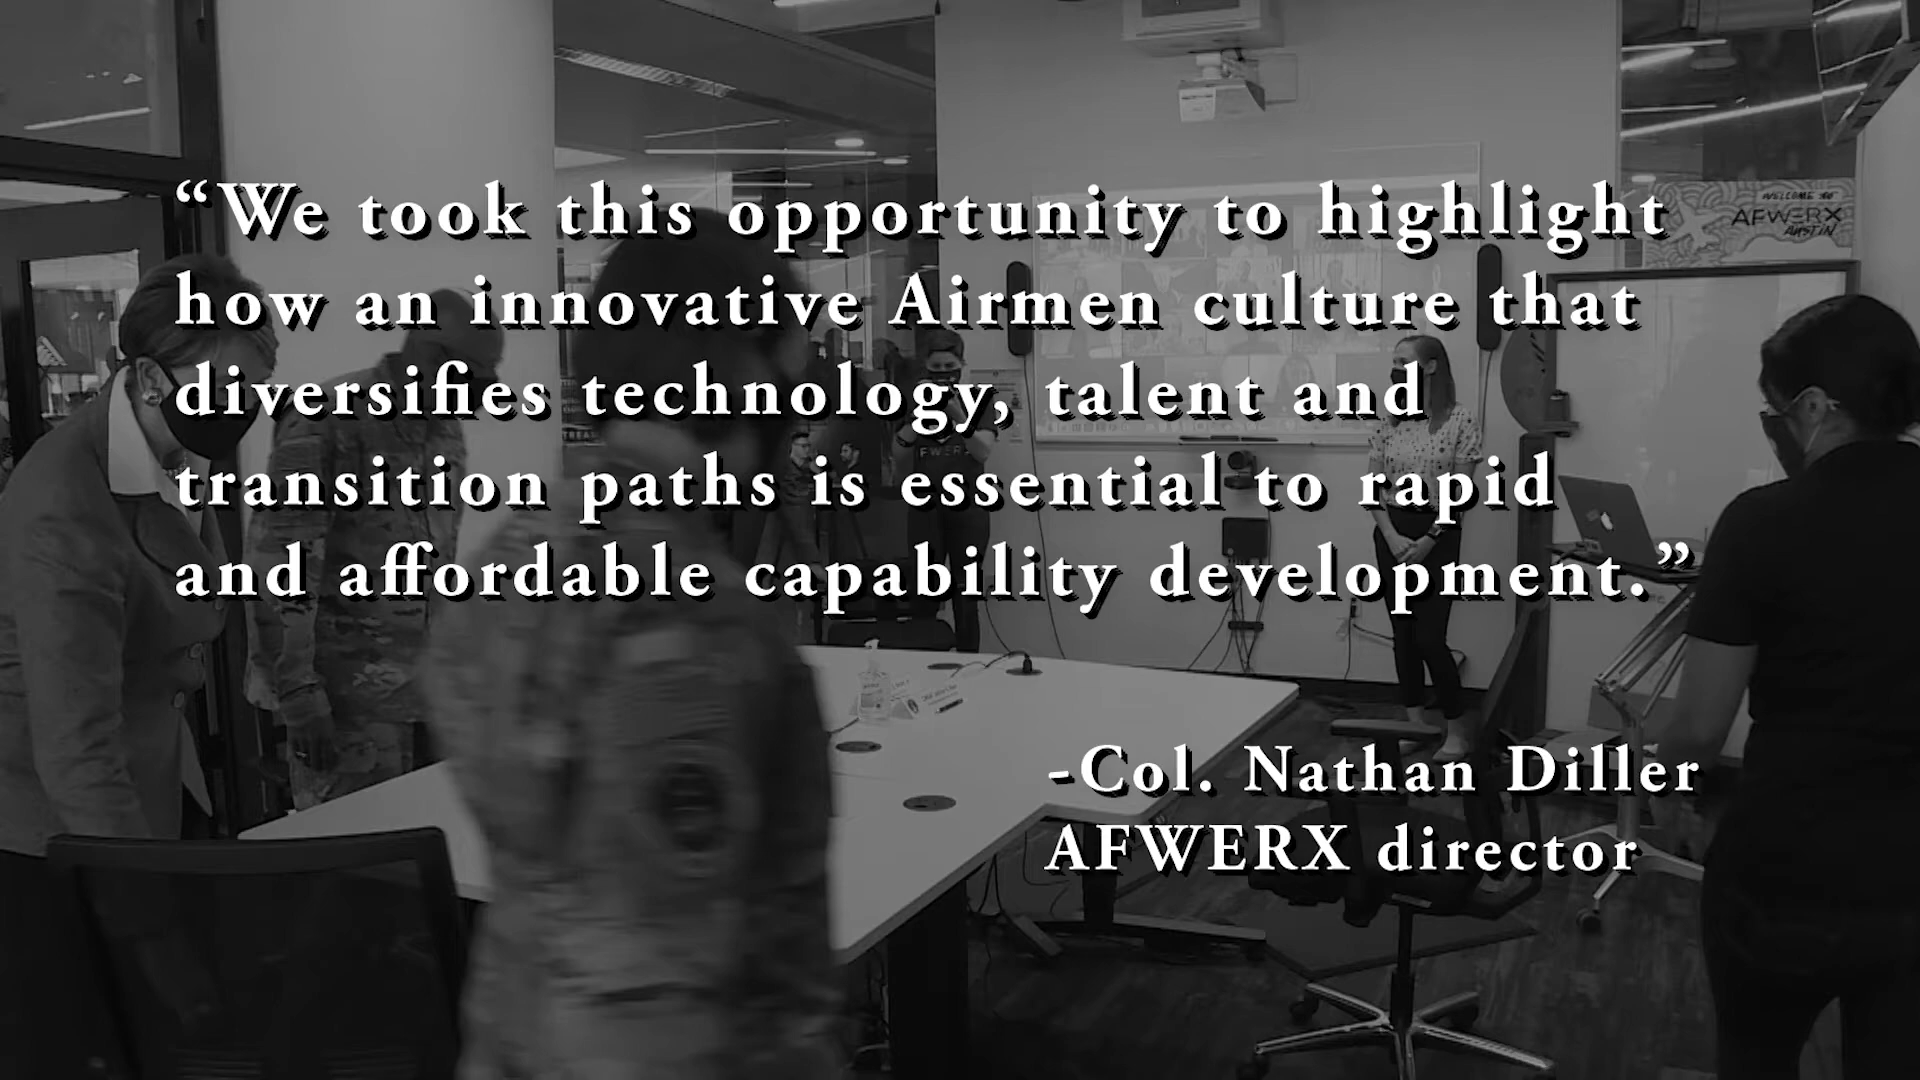 “We took this opportunity to highlight
how an innovative Airmen culture that
diversifies technology, talent and
transition paths is essential to rapid
and affordable capability development.”
-Col. Nathan Diller
AFWERX director
WELCOME TO
AFWERX
AUSTIN